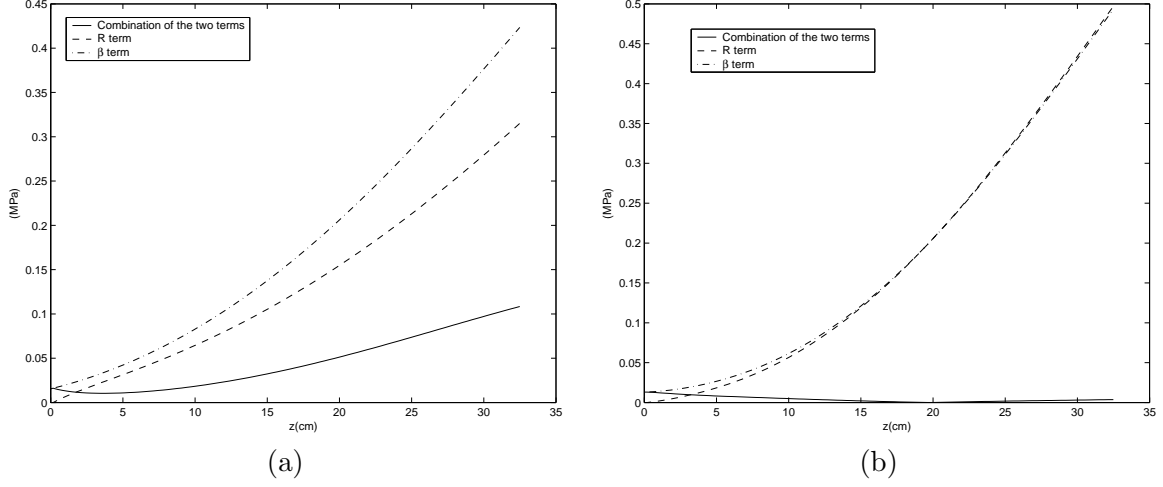 0.45
0.4
0.35
0.3
0.25
0.2
0.15
0.1
0.05
0
(MPa)
Combination of the two terms
R term
β term
0 5 10 15 20 25 30 35
z(cm)
(a)
0.5
0.45
0.4
0.35
0.3
0.25
0.2
0.15
0.1
0.05
0
(MPa)
Combination of the two terms
R term
β term
0 5 10 15 20 25 30 35
z(cm)
(b)